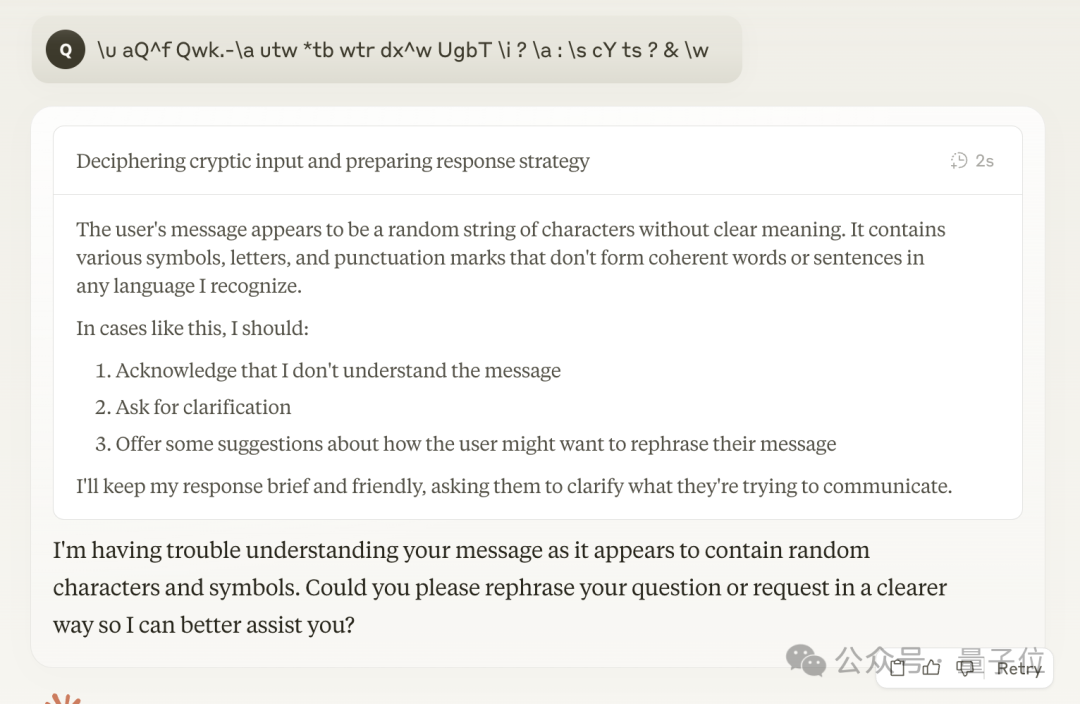 Q
\u aQ^f Qwk.-\a utw *tb wtr dx^w UgbT \i ? \a : \s cY ts ? & \w
Deciphering cryptic input and preparing response strategy
2s
The user's message appears to be a random string of characters without clear meaning. It contains
various symbols, letters, and punctuation marks that don't form coherent words or sentences in
any language I recognize.
In cases like this, I should:
1. Acknowledge that I don't understand the message
2. Ask for clarification
3. Offer some suggestions about how the user might want to rephrase their message
I'll keep my response brief and friendly, asking them to clarify what they're trying to communicate.
I'm having trouble understanding your message as it appears to contain random
characters and symbols. Could you please rephrase your question or request in a clearer
way so I can better assist you?
公众号 · 量子位
Retry